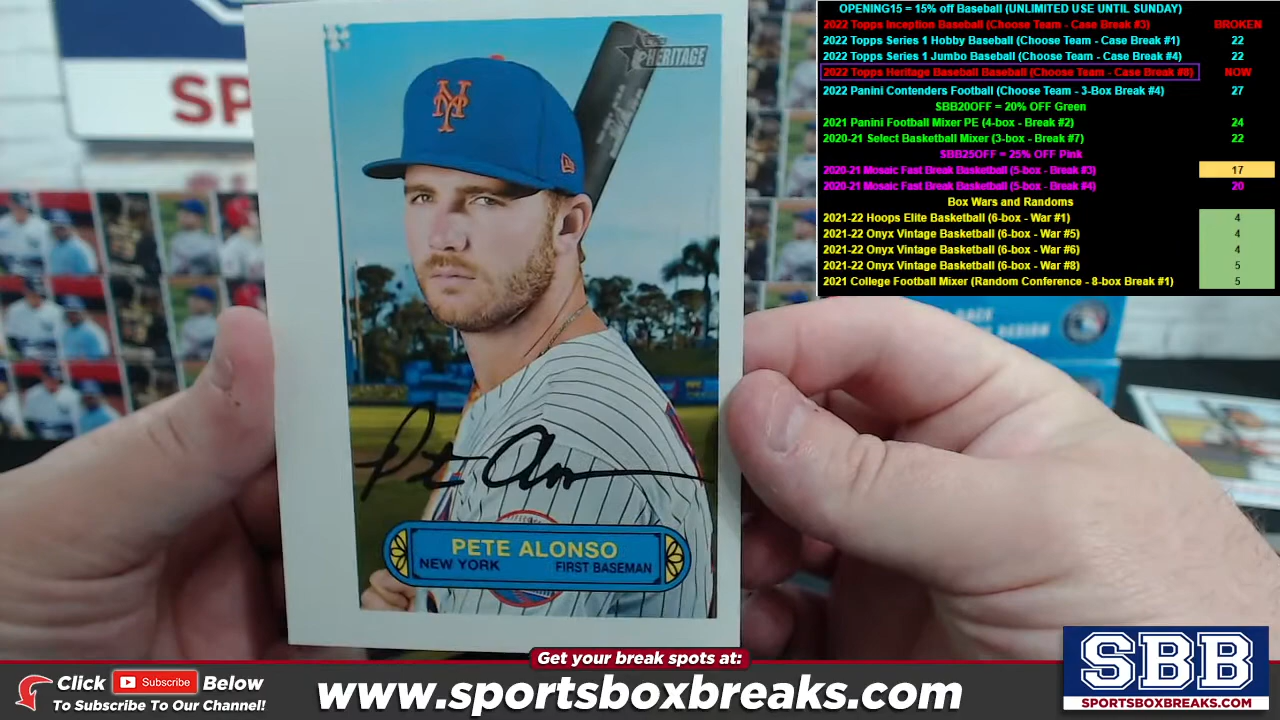 OPENING15 = 15% off Baseball (UNLIMITED USE UNTIL SUNDAY)
2022 Topps Inception Baseball (Choose Team - Case Break #3) BROKEN
2022 Topps Series 1 Hobby Baseball (Choose Team - Case Break #1) 22
2022 Topps Series 1 Jumbo Baseball (Choose Team - Case Break #4) 22
2022 Topps Heritage Baseball Baseball (Choose Team - Case Break #8) NOW
2022 Panini Contenders Football (Choose Team - 3-Box Break #4) 27
SBB20OFF = 20% OFF Green
2021 Panini Football Mixer PE (4-box - Break #2) 24
2020-21 Select Basketball Mixer (3-box - Break #7) 22
SBB25OFF = 25% OFF Pink
2020-21 Mosaic Fast Break Basketball (5-box - Break #3) 17
2020-21 Mosaic Fast Break Basketball (5-box - Break #4) 20
Box Wars and Randoms
2021-22 Hoops Elite Basketball (6-box - War #1) 4
2021-22 Onyx Vintage Basketball (6-box - War #5) 4
2021-22 Onyx Vintage Basketball (6-box - War #6) 4
2021-22 Onyx Vintage Basketball (6-box - War #8) 5
2021 College Football Mixer (Random Conference - 8-box Break #1) 5
SP
HERITAGE
NY
DESIGN
PETE ALONSO
NEW YORK FIRST BASEMAN
Get your break spots at:
Click Subscribe Below
To Subscribe To Our Channel!
www.sportsboxbreaks.com
SBB
SPORTSBOXBREAKS.COM